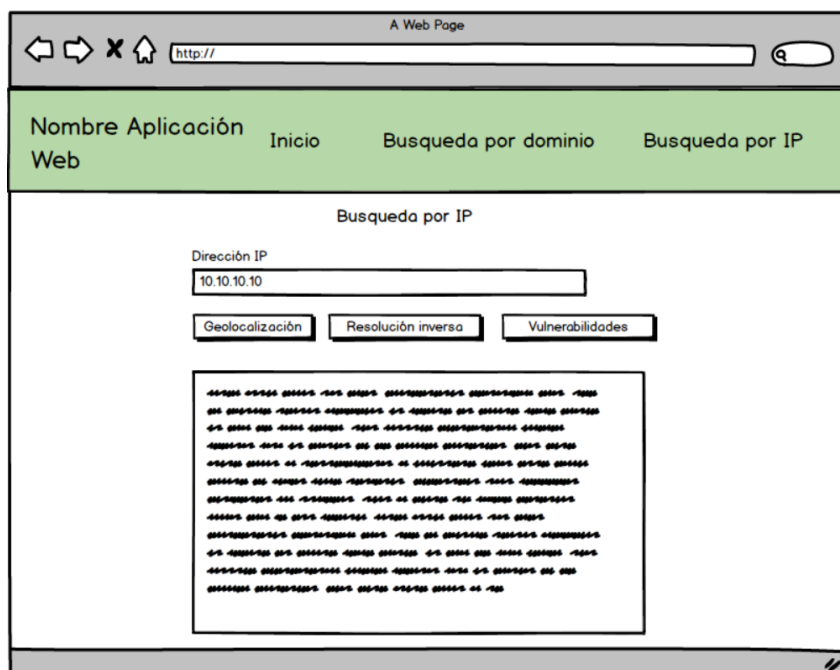 A Web Page
http://
Nombre Aplicación
Web
Inicio
Busqueda por dominio
Busqueda por IP
Busqueda por IP
Dirección IP
10.10.10.10
Geolocalización
Resolución inversa
Vulnerabilidades